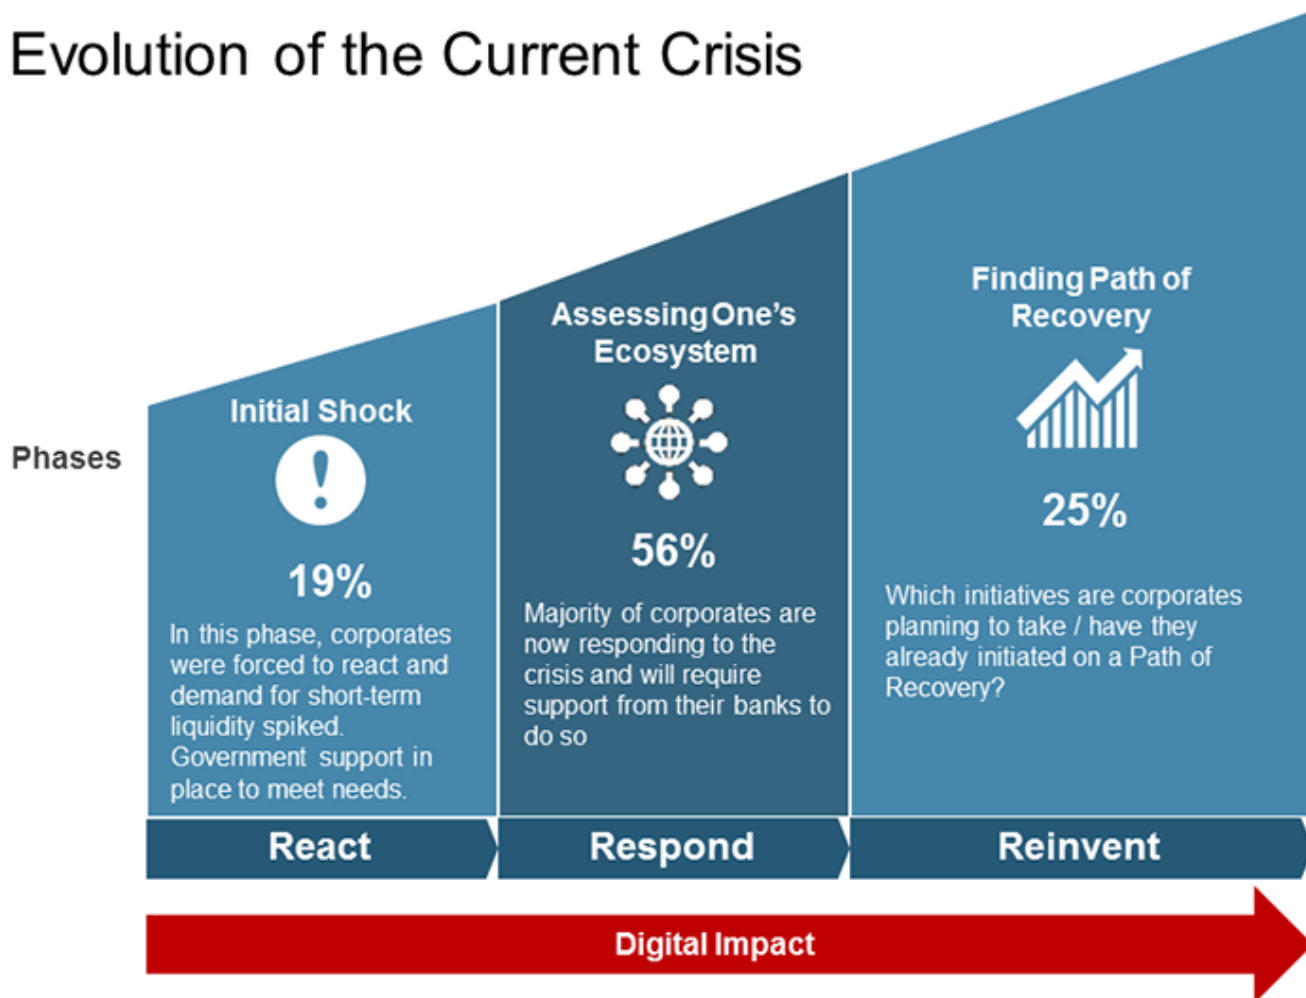 Evolution of the Current Crisis
Phases
Initial Shock
19%
In this phase, corporates
were forced to react and
demand for short-term
liquidity spiked.
Government support in
place to meet needs.
React
Assessing One's
Ecosystem
56%
Majority of corporates are
now responding to the
crisis and will require
support from their banks to
do so
Respond
Finding Path of
Recovery
25%
Which initiatives are corporates
planning to take / have they
already initiated on a Path of
Recovery?
Reinvent
Digital Impact